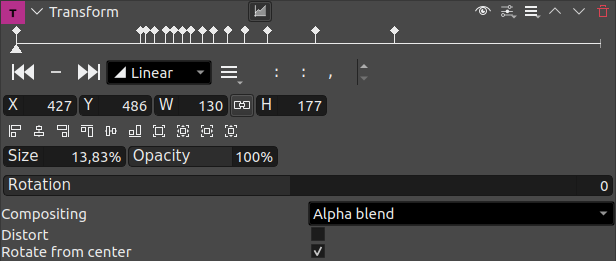 T Transform
Linear : : ,
X 427 Y 486 W 130 H 177
Size 13,83% Opacity 100%
Rotation 0
Compositing Alpha blend
Distort
Rotate from center